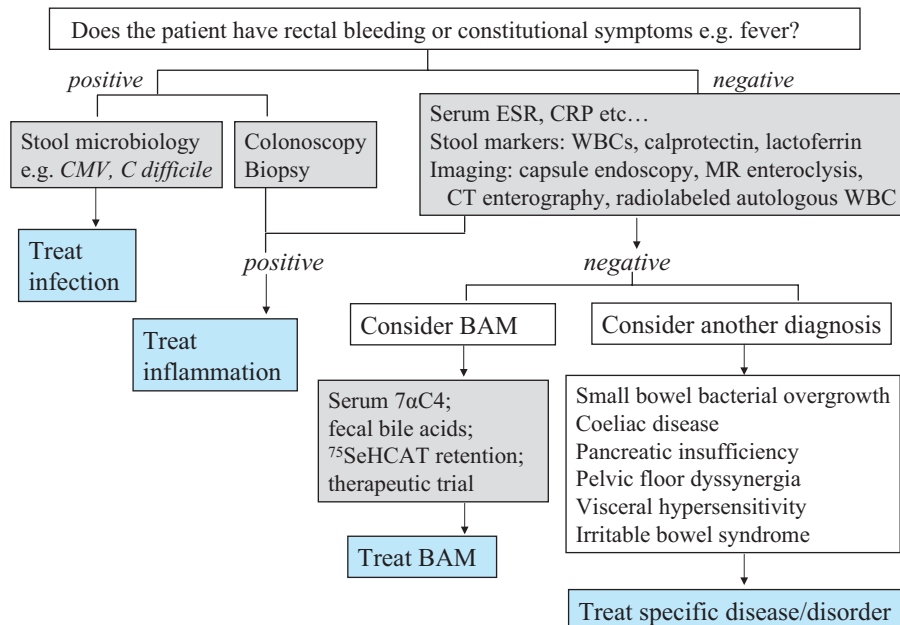 Does the patient have rectal bleeding or constitutional symptoms e.g. fever?
positive
negative
Stool microbiology
e.g. CMV, C difficile
Colonoscopy
Biopsy
Serum ESR, CRP etc…
Stool markers: WBCs, calprotectin, lactoferrin
Imaging: capsule endoscopy, MR enteroclysis,
CT enterography, radiolabeled autologous WBC
Treat
infection
positive
negative
Treat
inflammation
Consider BAM
Consider another diagnosis
Serum 7αC4;
fecal bile acids;
⁷⁵SeHCAT retention;
therapeutic trial
Small bowel bacterial overgrowth
Coeliac disease
Pancreatic insufficiency
Pelvic floor dyssynergia
Visceral hypersensitivity
Irritable bowel syndrome
Treat BAM
Treat specific disease/disorder